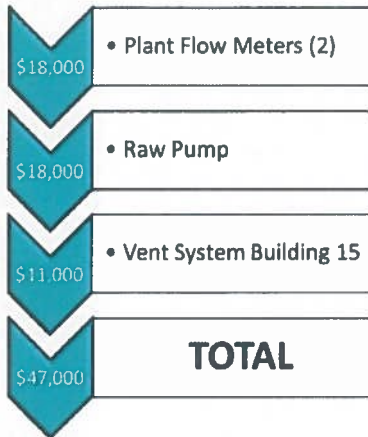 $18,000
• Plant Flow Meters (2)
$18,000
• Raw Pump
$11,000
• Vent System Building 15
$47,000
TOTAL